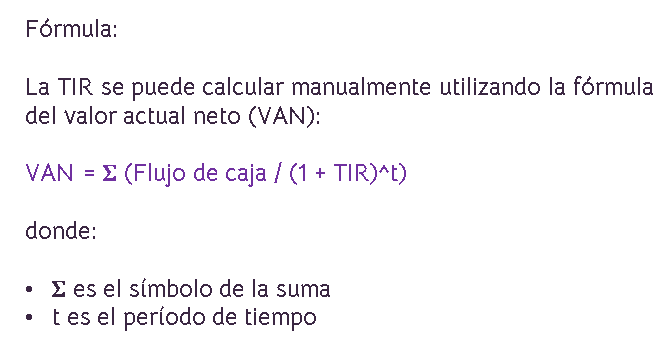 Fórmula:
La TIR se puede calcular manualmente utilizando la fórmula
del valor actual neto (VAN):
VAN = Σ (Flujo de caja / (1 + TIR)^t)
donde:
• Σ es el símbolo de la suma
• t es el período de tiempo